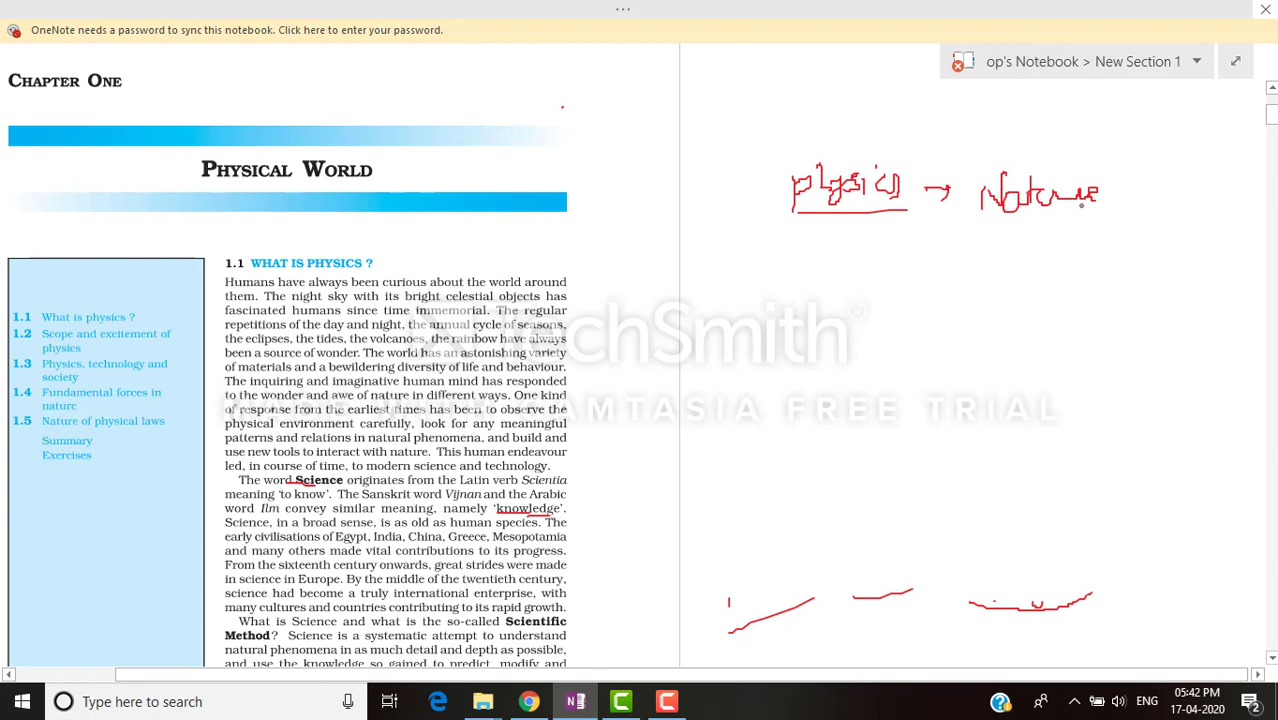 OneNote needs a password to sync this notebook. Click here to enter your password.
op's Notebook > New Section 1
CHAPTER ONE
PHYSICAL WORLD
1.1 What is physics ?
1.2 Scope and excitement of
physics
1.3 Physics, technology and
society
1.4 Fundamental forces in
nature
1.5 Nature of physical laws
Summary
Exercises
1.1 WHAT IS PHYSICS ?
Humans have always been curious about the world around
them. The night sky with its bright celestial objects has
fascinated humans since time immemorial. The regular
repetitions of the day and night, the annual cycle of seasons,
the eclipses, the tides, the volcanoes, the rainbow have always
been a source of wonder. The world has an astonishing variety
of materials and a bewildering diversity of life and behaviour.
The inquiring and imaginative human mind has responded
to the wonder and awe of nature in different ways. One kind
of response from the earliest times has been to observe the
physical environment carefully, look for any meaningful
patterns and relations in natural phenomena, and build and
use new tools to interact with nature. This human endeavour
led, in course of time, to modern science and technology.
The word Science originates from the Latin verb Scientia
meaning ‘to know’. The Sanskrit word Vijnan and the Arabic
word Ilm convey similar meaning, namely ‘knowledge’.
Science, in a broad sense, is as old as human species. The
early civilisations of Egypt, India, China, Greece, Mesopotamia
and many others made vital contributions to its progress.
From the sixteenth century onwards, great strides were made
in science in Europe. By the middle of the twentieth century,
science had become a truly international enterprise, with
many cultures and countries contributing to its rapid growth.
What is Science and what is the so-called Scientific
Method ? Science is a systematic attempt to understand
natural phenomena in as much detail and depth as possible,
and use the knowledge so gained to predict, modify and
physics → Nature
TechSmith®
MADE WITH CAMTASIA FREE TRIAL
Type here to search
ENG
05:42 PM
17-04-2020
2